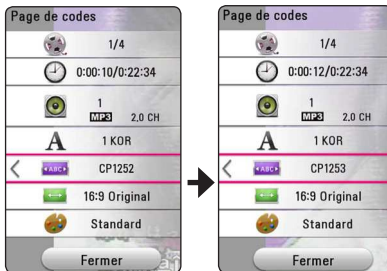 Page de codes
1/4
0:00:10/0:22:34
1
MP3 2.0 CH
A 1 KOR
ABC CP1252
16:9 Original
Standard
Fermer
Page de codes
1/4
0:00:12/0:22:34
1
MP3 2.0 CH
A 1 KOR
ABC CP1253
16:9 Original
Standard
Fermer